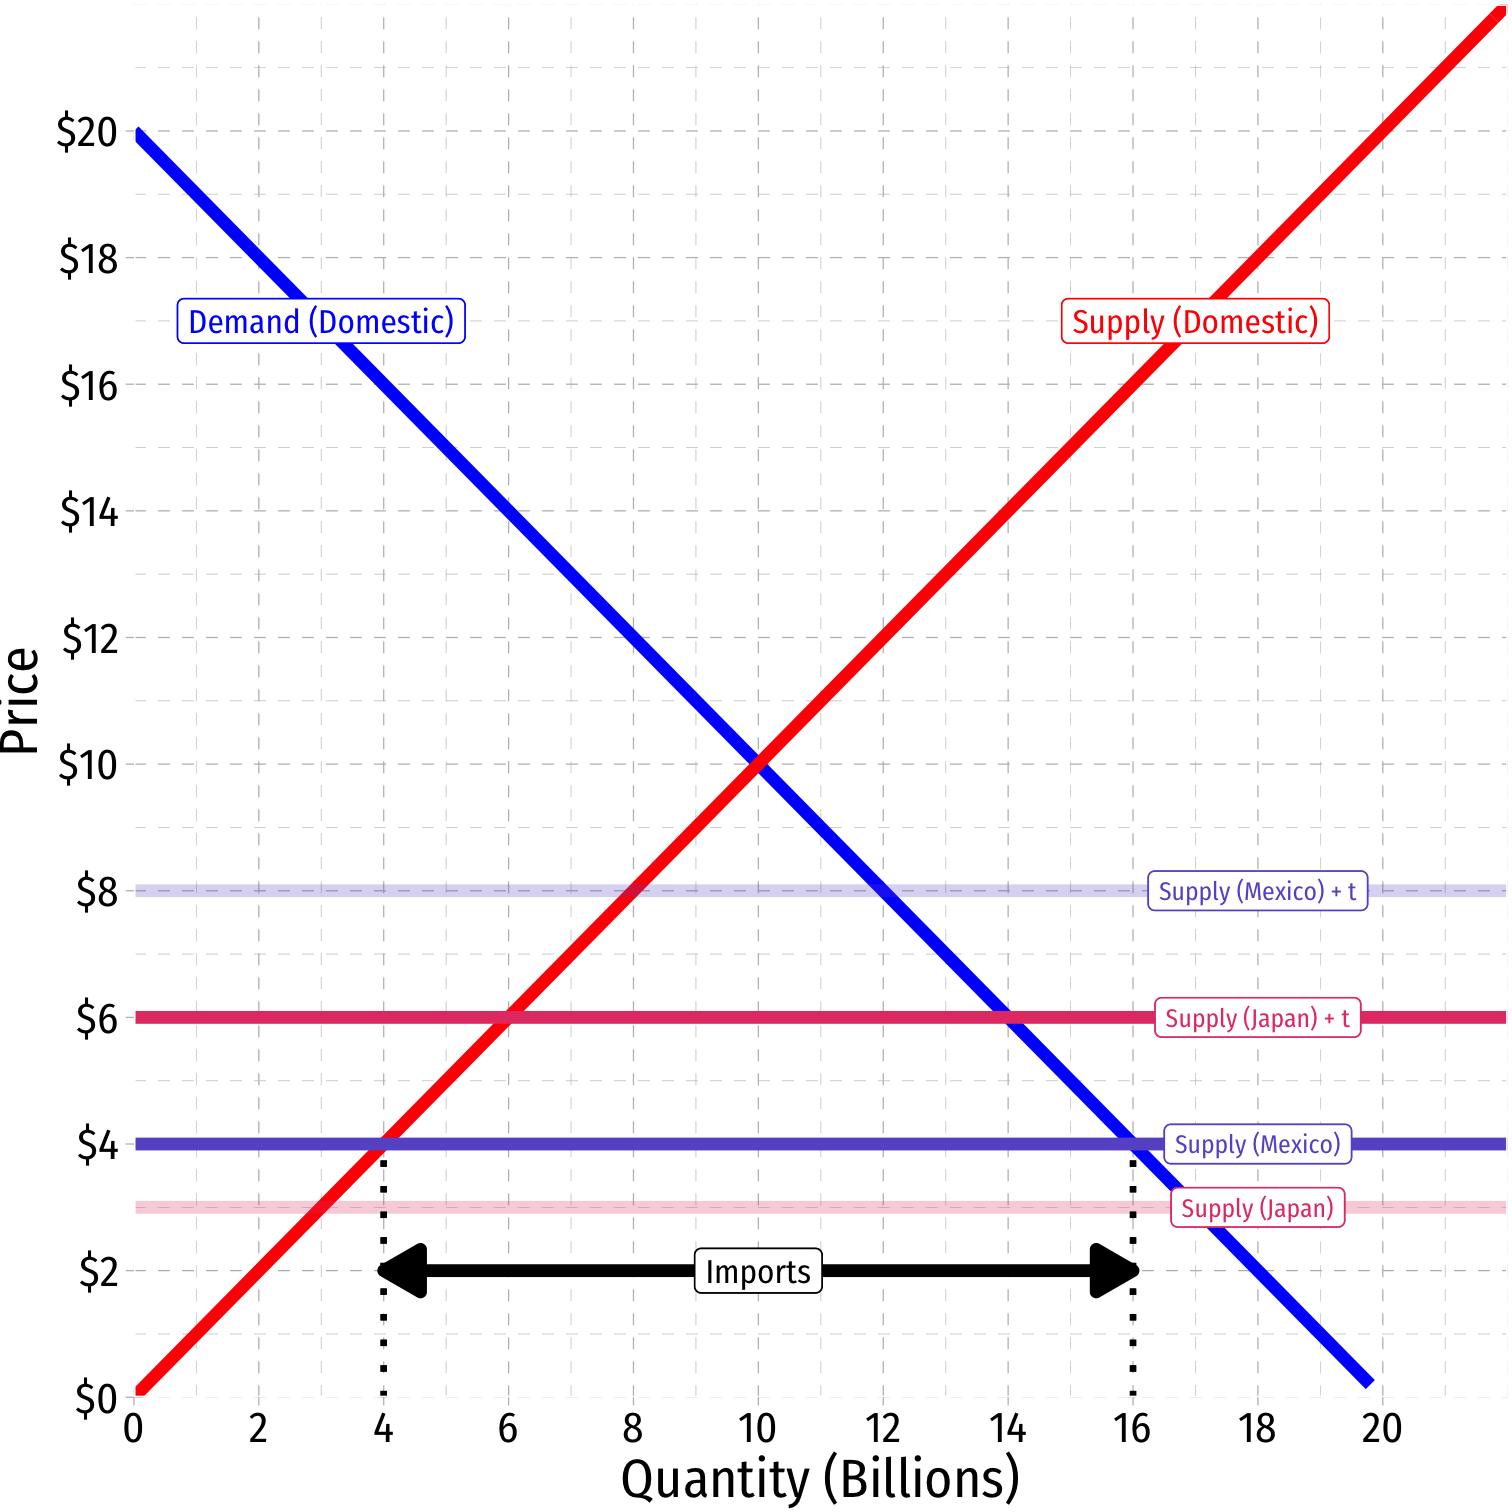 $20
$18
Demand (Domestic)
Supply (Domestic)
$16
$14
$12
Price
$10
$8
Supply (Mexico) + t
$6
Supply (Japan) + t
$4
Supply (Mexico)
Supply (Japan)
$2
Imports
$0
0 2 4 6 8 10 12 14 16 18 20
Quantity (Billions)